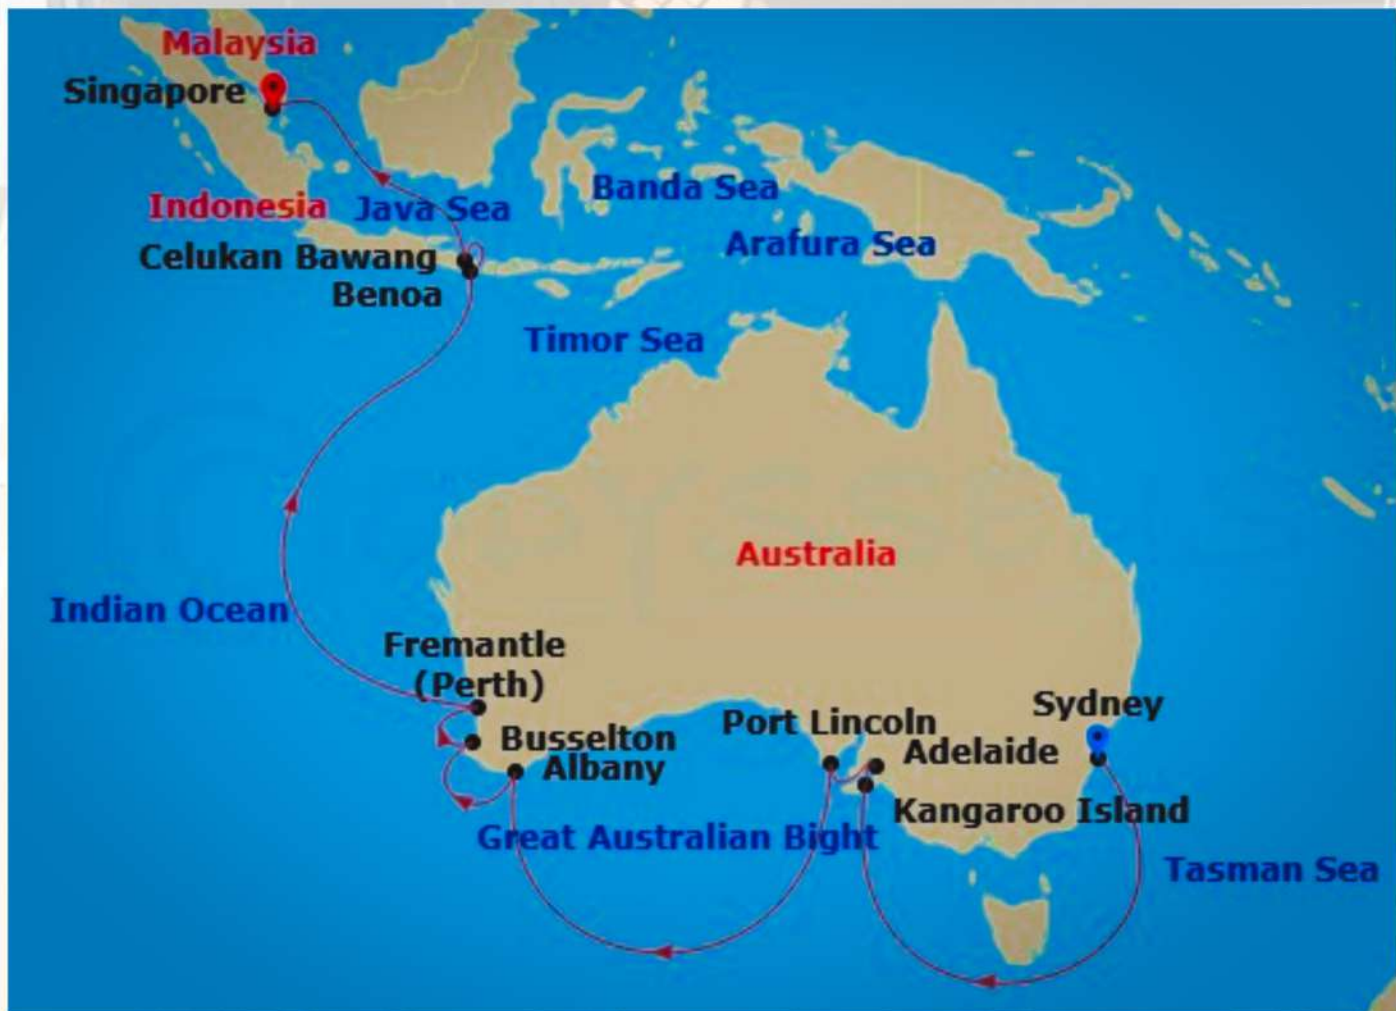 Malaysia
Singapore
Indonesia
Java Sea
Banda Sea
Arafura Sea
Celukan Bawang
Benoa
Timor Sea
Australia
Indian Ocean
Fremantle
(Perth)
Busselton
Albany
Port Lincoln
Adelaide
Sydney
Kangaroo Island
Great Australian Bight
Tasman Sea